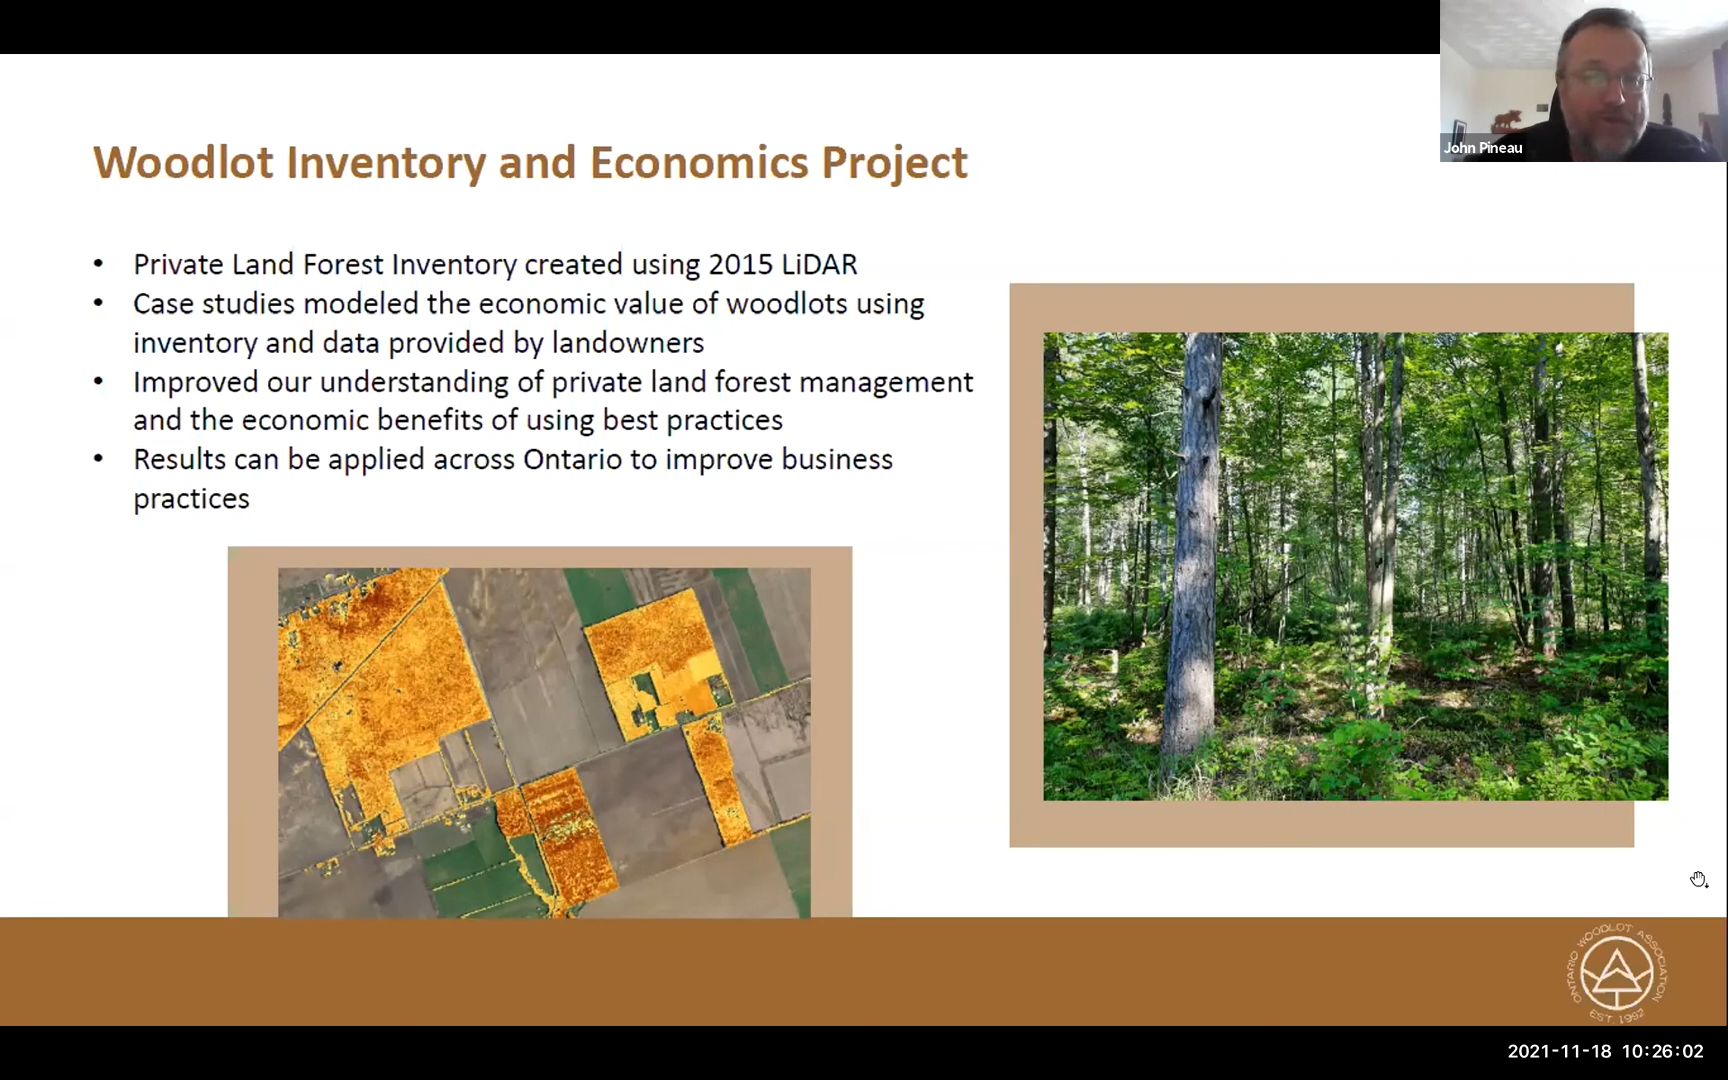 John Pineau
Woodlot Inventory and Economics Project
• Private Land Forest Inventory created using 2015 LiDAR
• Case studies modeled the economic value of woodlots using
inventory and data provided by landowners
• Improved our understanding of private land forest management
and the economic benefits of using best practices
• Results can be applied across Ontario to improve business
practices
ONTARIO WOODLOT ASSOCIATION
EST. 1992
2021-11-18 10:26:02